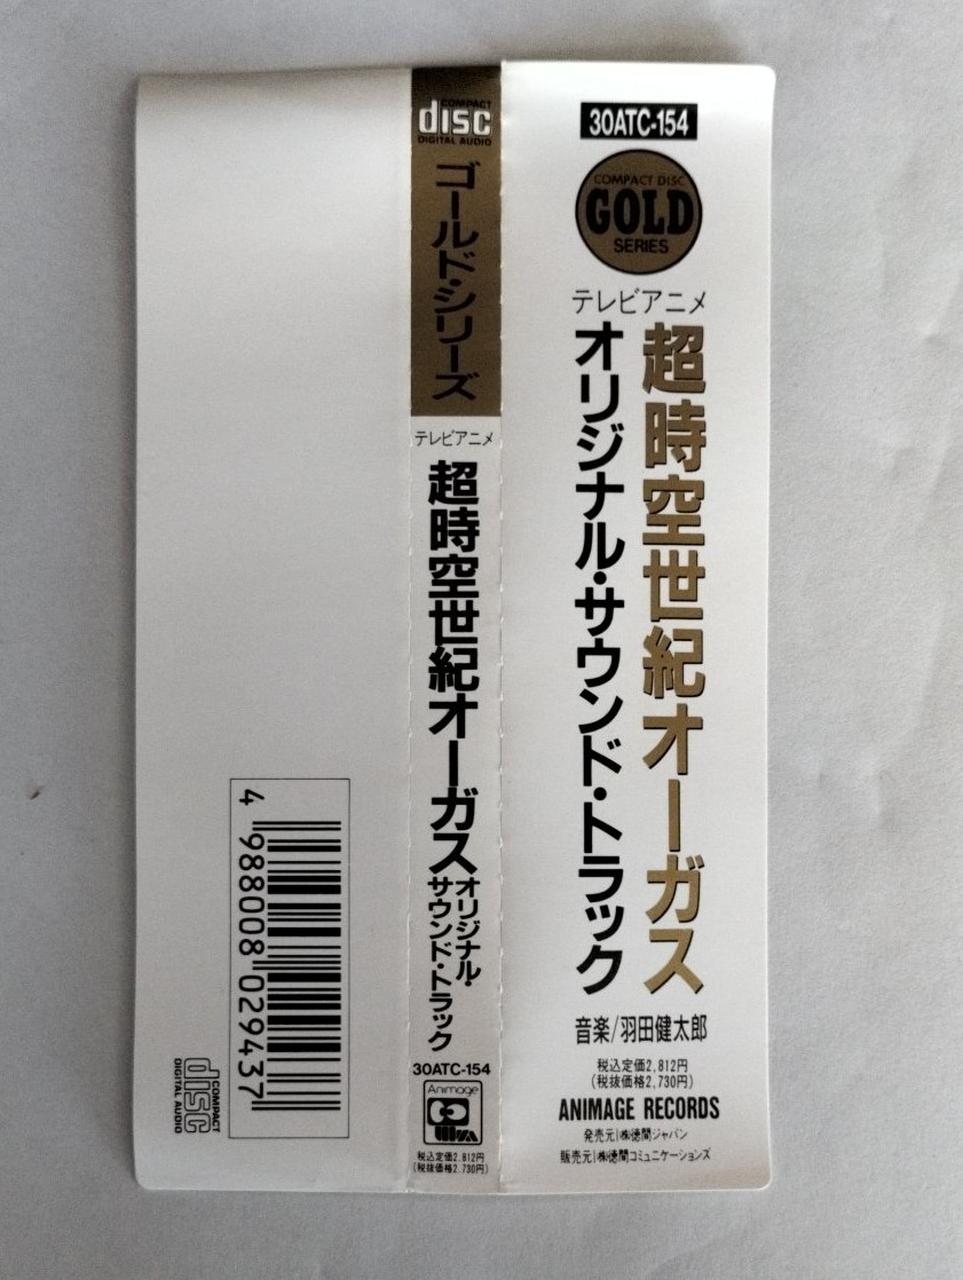 30ATC-154
COMPACT DISC
GOLD
SERIES
テレビアニメ
超時空世紀オーガス
オリジナル・サウンド・トラック
音楽/羽田健太郎
税込定価2,812円
(税抜価格2,730円)
ANIMAGE RECORDS
発売元|㈱徳間ジャパン
販売元|㈱徳間コミュニケーションズ
COMPACT
disc
DIGITAL AUDIO
ゴールド・シリーズ
テレビアニメ
超時空世紀オーガス
オリジナル・
サウンド・トラック
30ATC-154
Animage
税込定価2.812円
(税抜価格2.730円)
4 988008 029437
COMPACT
disc
DIGITAL AUDIO